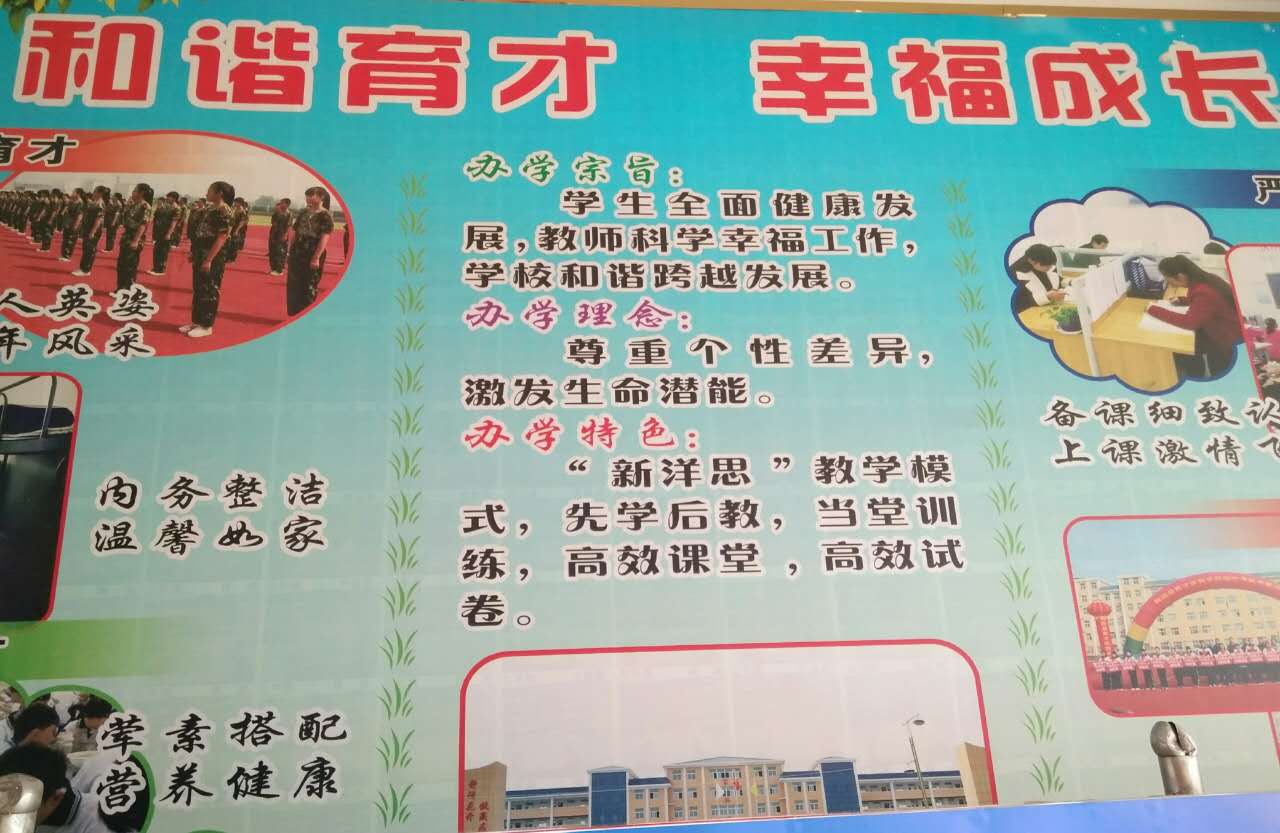 和谐育才 幸福成长
育才
人英姿
年风采
内务整洁
温馨如家
荤素搭配
营养健康
办学宗旨：
学生全面健康发
展，教师科学幸福工作，
学校和谐跨越发展。
办学理念：
尊重个性差异，
激发生命潜能。
办学特色：
“新洋思”教学模
式，先学后教，当堂训
练，高效课堂，高效试
卷。
严
备课细致认
上课激情飞